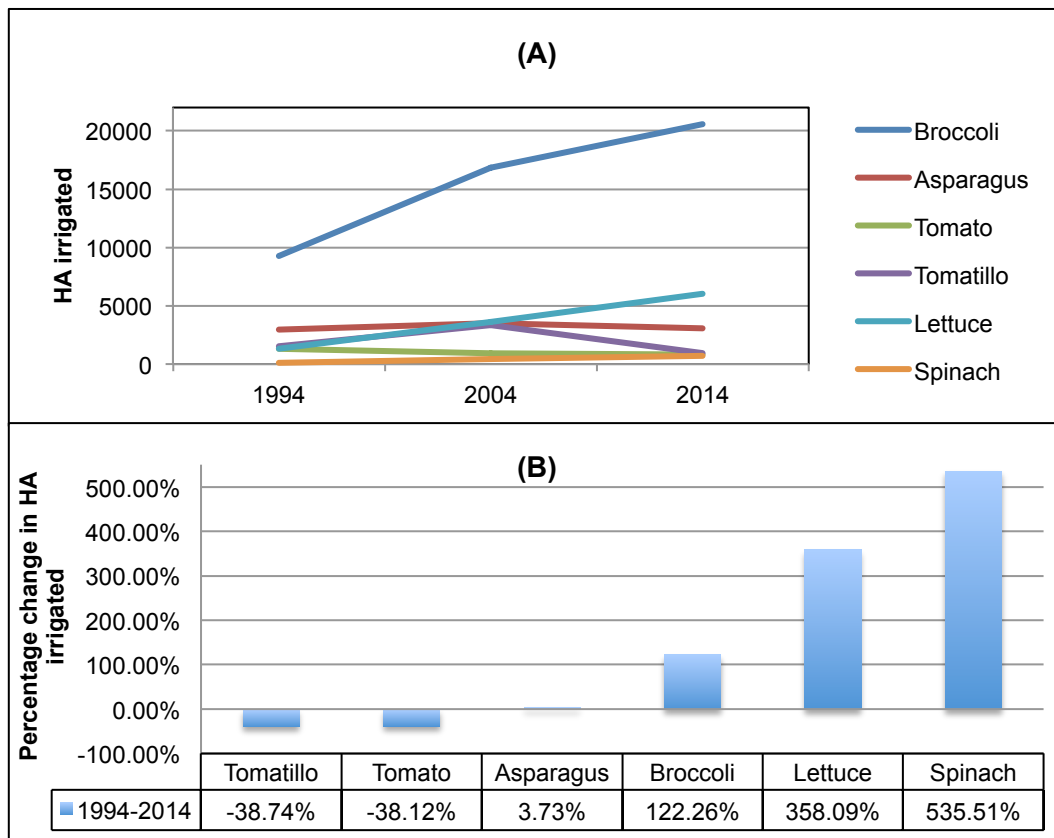 (A)
HA irrigated
20000
15000
10000
5000
0
1994 2004 2014
Broccoli
Asparagus
Tomato
Tomatillo
Lettuce
Spinach
(B)
Percentage change in HA
irrigated
500.00%
400.00%
300.00%
200.00%
100.00%
0.00%
-100.00%
Tomatillo Tomato Asparagus Broccoli Lettuce Spinach
1994-2014 -38.74% -38.12% 3.73% 122.26% 358.09% 535.51%